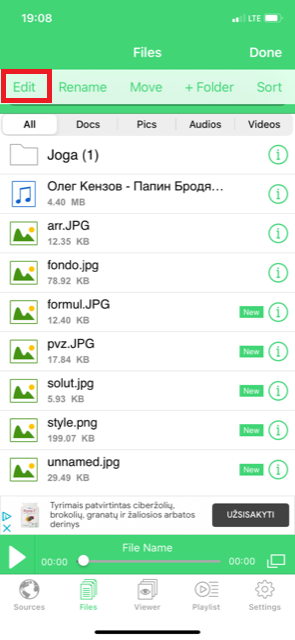 19:08
LTE
Files
Done
Edit
Rename
Move
+ Folder
Sort
All
Docs
Pics
Audios
Videos
Joga (1)
Олег Кензов - Папин Бродя...
4.40 MB
arr.JPG
12.35 KB
fondo.jpg
78.92 KB
formul.JPG
12.40 KB
New
pvz.JPG
17.84 KB
New
solut.jpg
5.93 KB
New
style.png
199.07 KB
New
unnamed.jpg
29.49 KB
New
Tyrimais patvirtintas ciberžolių,
brokolių, granatų ir žaliosios arbatos
derinys
UŽSISAKYTI
File Name
00:00
00:00
Sources
Files
Viewer
Playlist
Settings